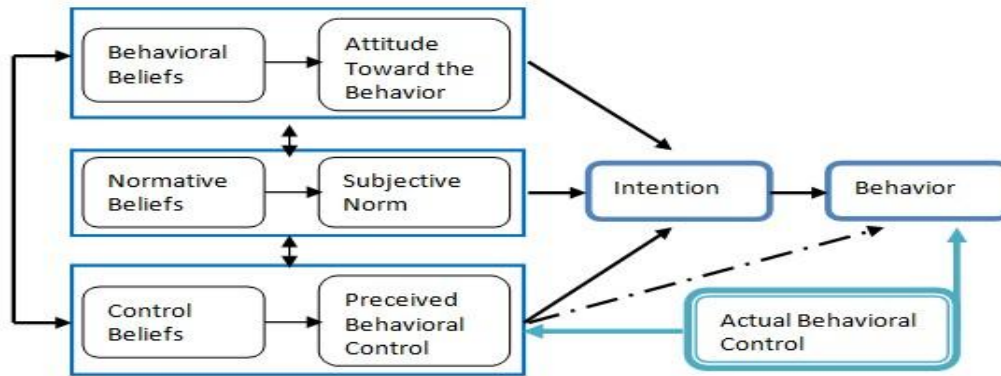 Behavioral
Beliefs
Attitude
Toward the
Behavior
Normative
Beliefs
Subjective
Norm
Intention
Behavior
Control
Beliefs
Preceived
Behavioral
Control
Actual Behavioral
Control